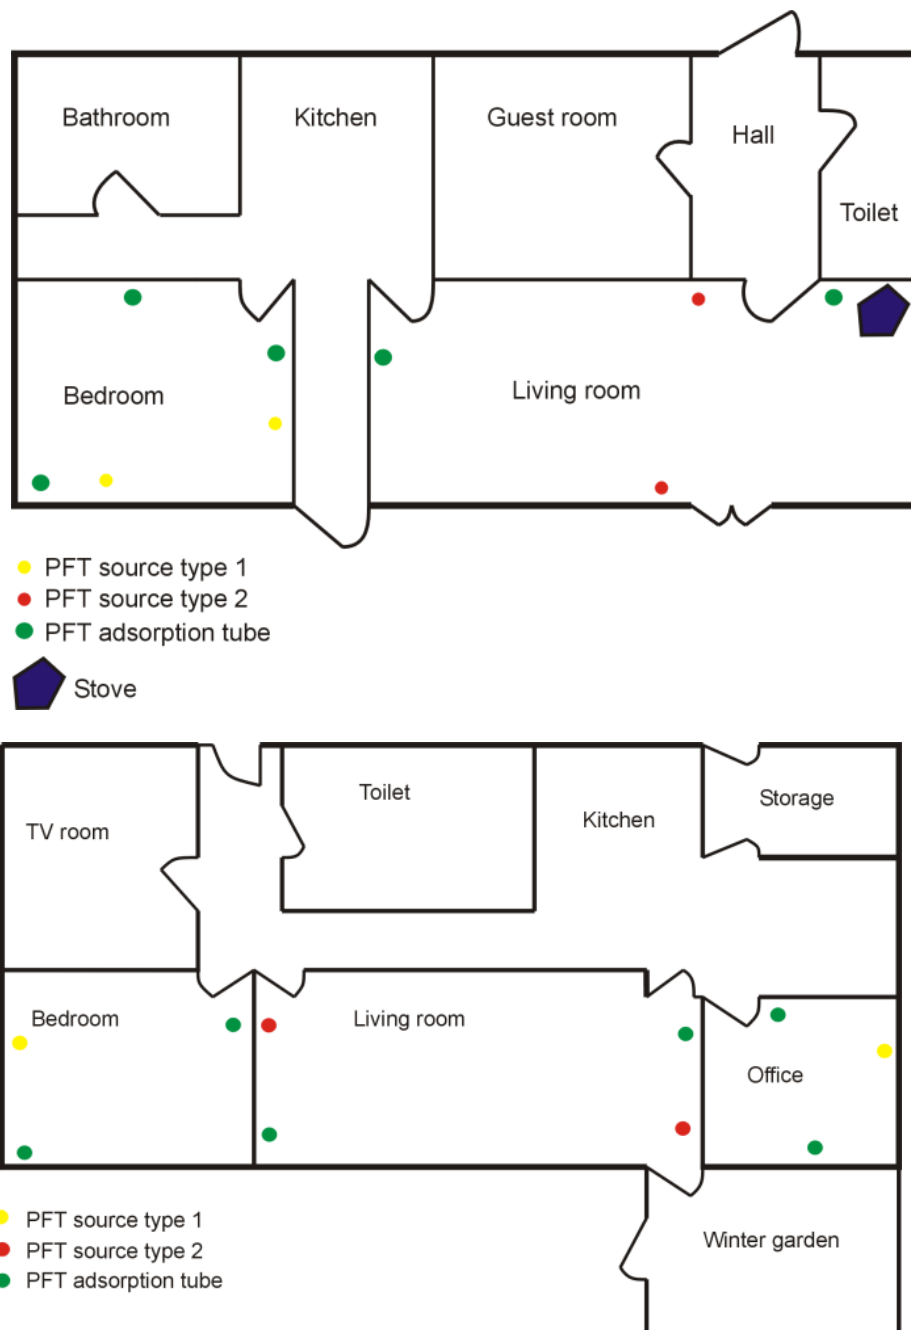 Bathroom
Kitchen
Guest room
Hall
Toilet
Bedroom
Living room
PFT source type 1
PFT source type 2
PFT adsorption tube
Stove
Toilet
Storage
Kitchen
TV room
Bedroom
Living room
Office
PFT source type 1
Winter garden
PFT source type 2
PFT adsorption tube